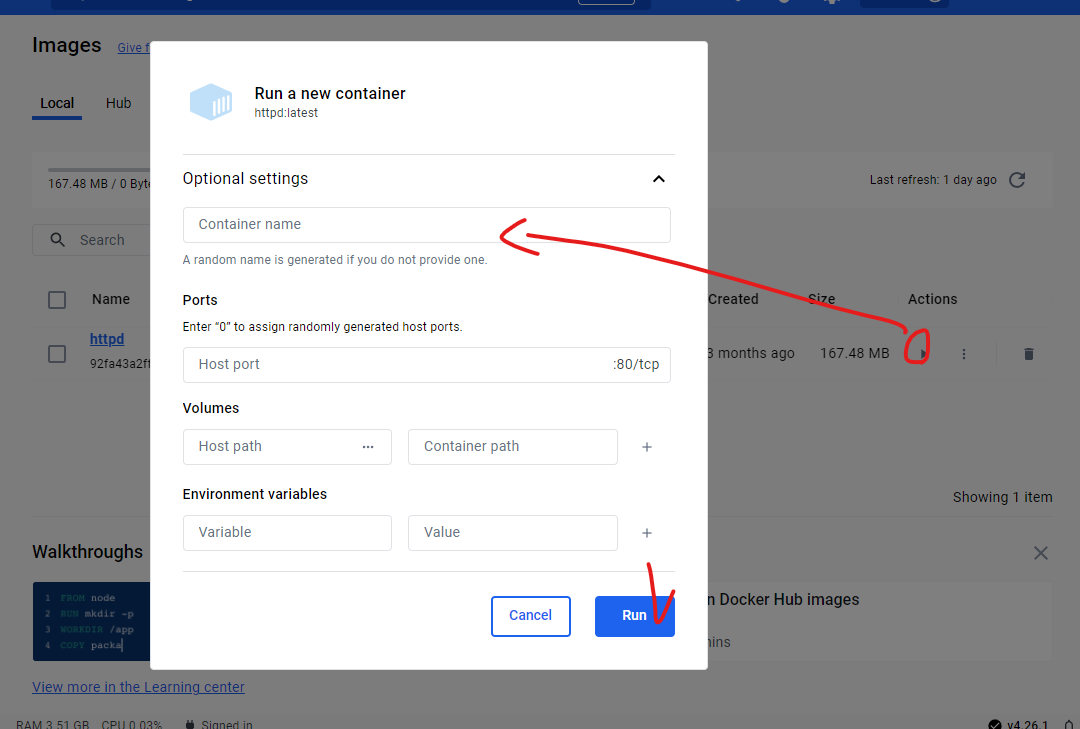 Images
Give f
Local
Hub
167.48 MB / 0 Byte
Last refresh: 1 day ago
Search
Name
Created
Size
Actions
httpd
92fa43a2ff
3 months ago
167.48 MB
Showing 1 item
Run a new container
httpd:latest
Optional settings
Container name
A random name is generated if you do not provide one.
Ports
Enter “0” to assign randomly generated host ports.
Host port
:80/tcp
Volumes
Host path
Container path
Environment variables
Variable
Value
Cancel
Run
Walkthroughs
1 FROM node
2 RUN mkdir -p
3 WORKDIR /app
4 COPY packa
n Docker Hub images
mins
View more in the Learning center
RAM 3.51 GB CPU 0.03% Signed in
v4.26.1